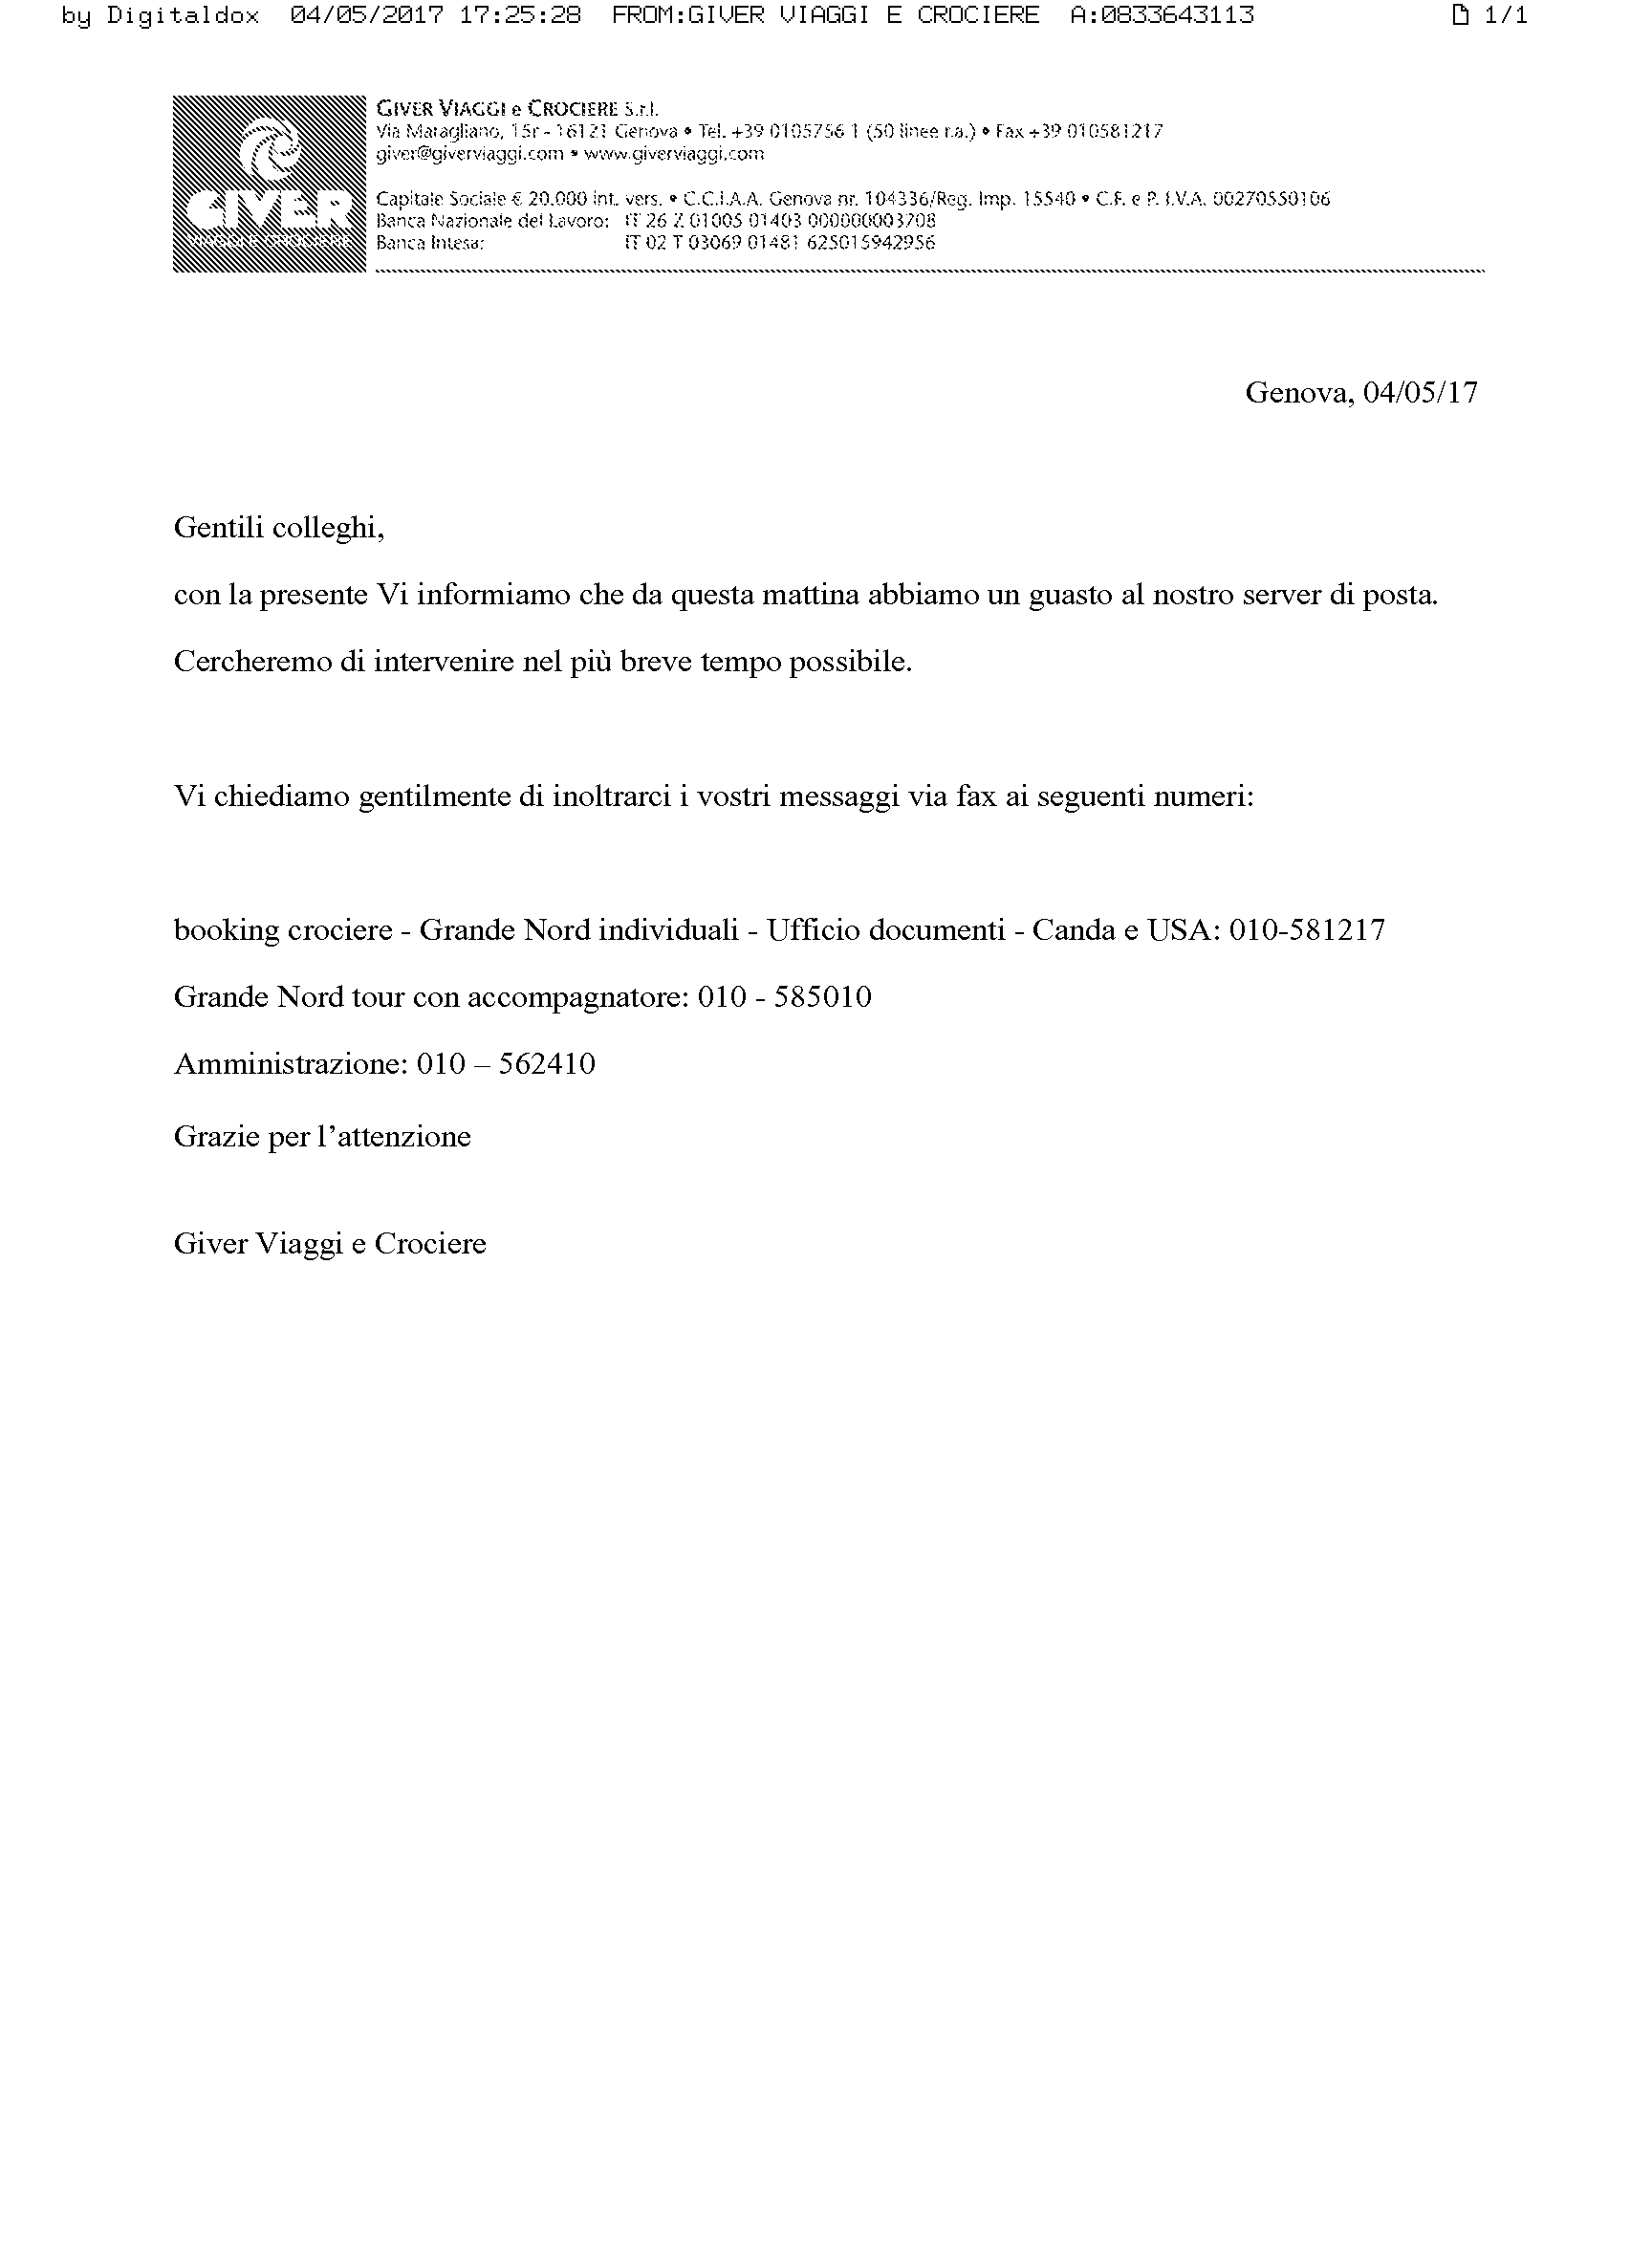 by Digitaldox 04/05/2017 17:25:28 FROM:GIVER VIAGGI E CROCIERE A:0833643113 1/1
GIVER
VIAGGI E CROCIERE
GIVER VIAGGI e CROCIERE S.r.l.
Via Maragliano, 15r - 16121 Genova • Tel. +39 0105756 1 (50 linee r.a.) • Fax +39 010581217
giver@giverviaggi.com • www.giverviaggi.com
Capitale Sociale € 20.000 int. vers. • C.C.I.A.A. Genova nr. 104336/Reg. Imp. 15540 • C.F. e P. I.V.A. 00270550106
Banca Nazionale del Lavoro: IT 26 Z 01005 01403 000000003708
Banca Intesa: IT 02 T 03069 01481 625015942956
Genova, 04/05/17
Gentili colleghi,
con la presente Vi informiamo che da questa mattina abbiamo un guasto al nostro server di posta.
Cercheremo di intervenire nel più breve tempo possibile.
Vi chiediamo gentilmente di inoltrarci i vostri messaggi via fax ai seguenti numeri:
booking crociere - Grande Nord individuali - Ufficio documenti - Canda e USA: 010-581217
Grande Nord tour con accompagnatore: 010 - 585010
Amministrazione: 010 – 562410
Grazie per l’attenzione
Giver Viaggi e Crociere